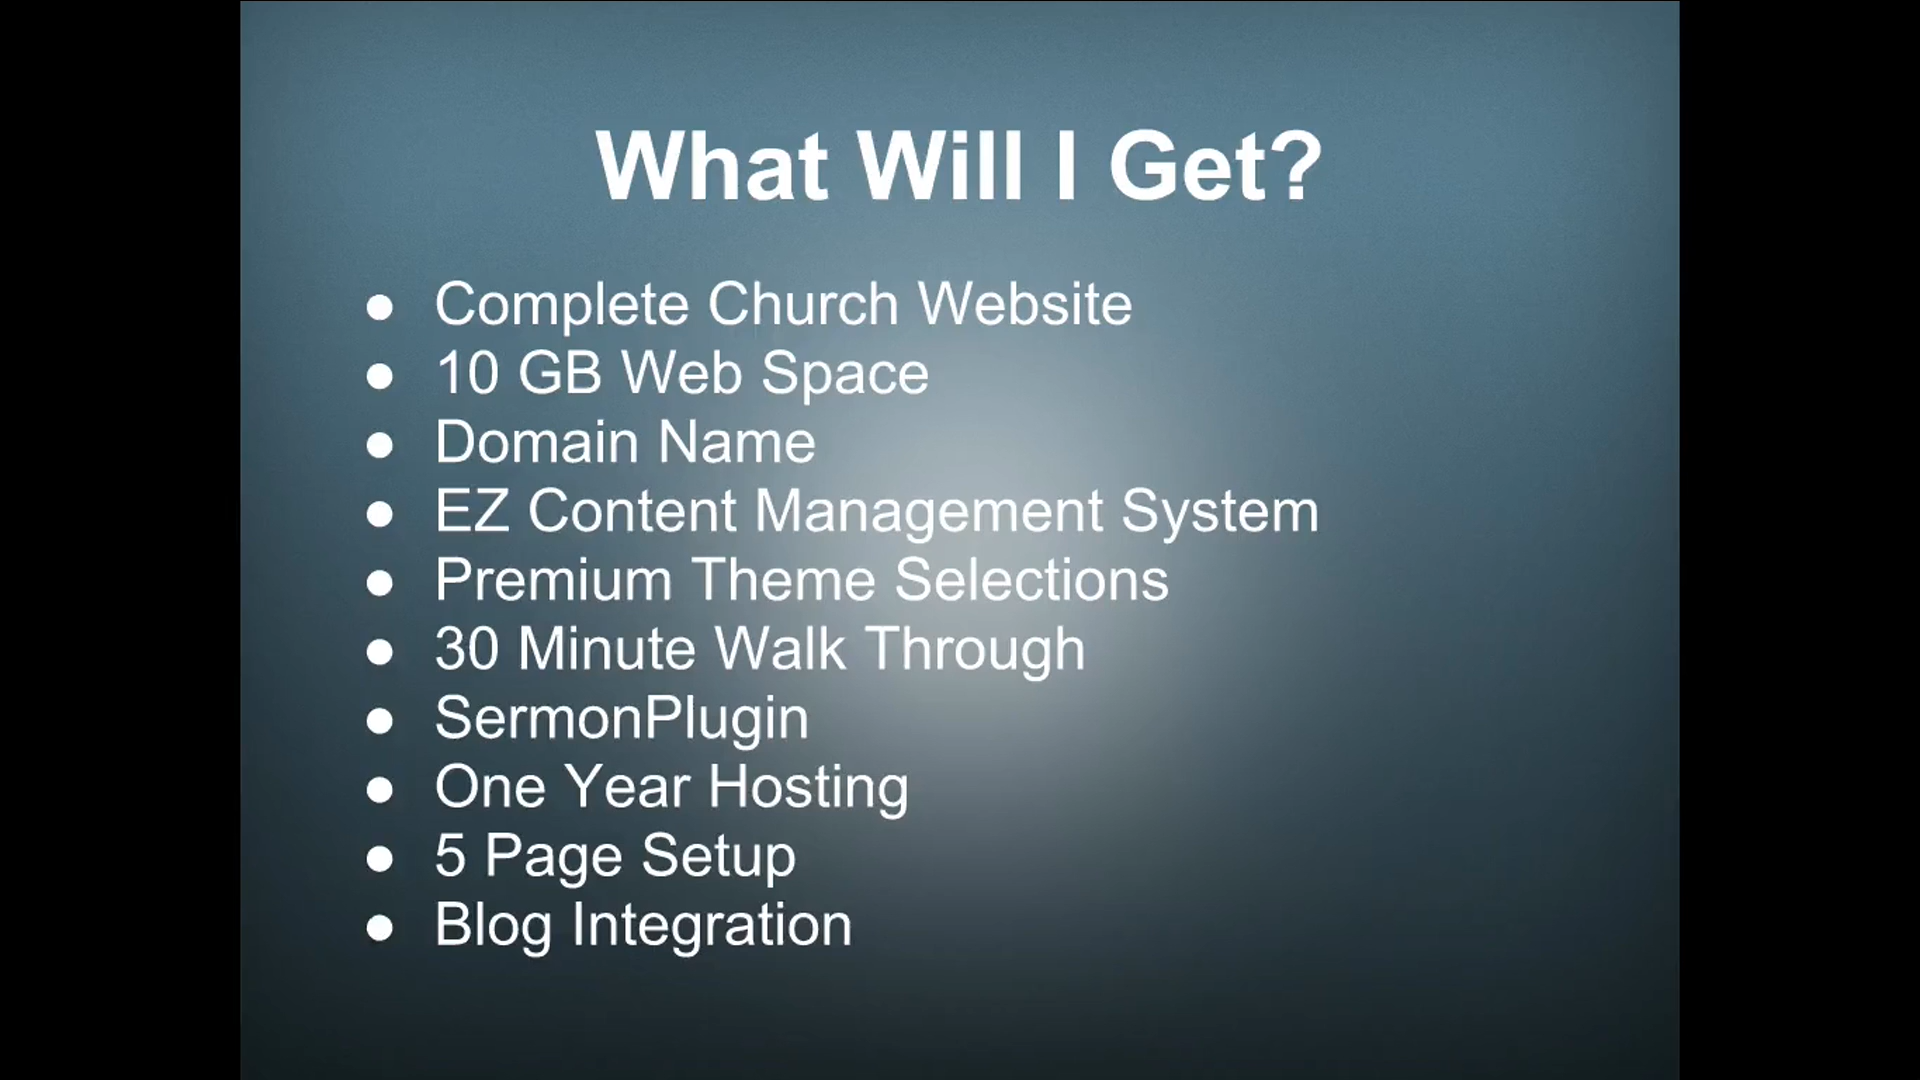 What Will I Get?
● Complete Church Website
● 10 GB Web Space
● Domain Name
● EZ Content Management System
● Premium Theme Selections
● 30 Minute Walk Through
● SermonPlugin
● One Year Hosting
● 5 Page Setup
● Blog Integration